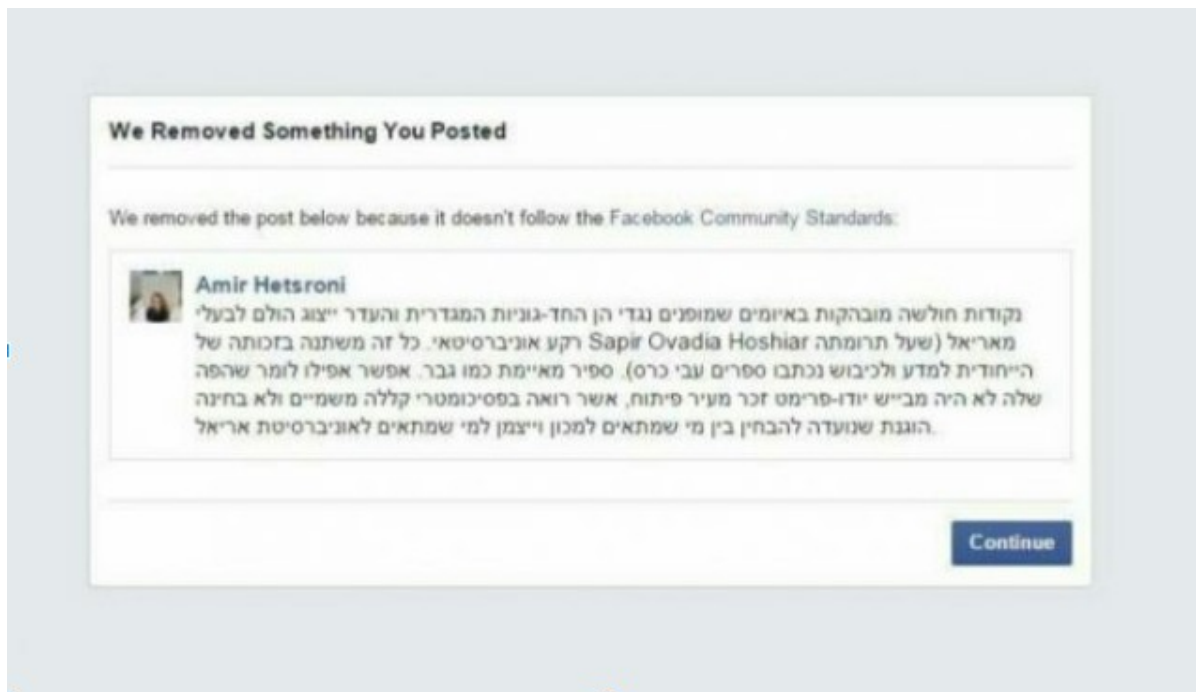 We Removed Something You Posted
We removed the post below because it doesn't follow the Facebook Community Standards:
Amir Hetsroni
נקודות חולשה מובהקות באיומים שמופנים נגדי הן החד-גוניות המגדרית והעדר ייצוג הולם לבעלי
רקע אוניברסיטאי. כל זה משתנה בזכותה של Sapir Ovadia Hoshiar מאריאל (שעל תרומתה
הייחודית למדע ולכיבוש נכתבו ספרים עבי כרס). ספיר מאיימת כמו גבר. אפשר אפילו לומר שהפה
שלה לא היה מבייש יודו-פרימט זכר מעיר פיתוח, אשר רואה בפסיכומטרי קללה משמיים ולא בחינה
הוגנת שנועדה להבחין בין מי שמתאים למכון וייצמן למי שמתאים לאוניברסיטת אריאל.
Continue